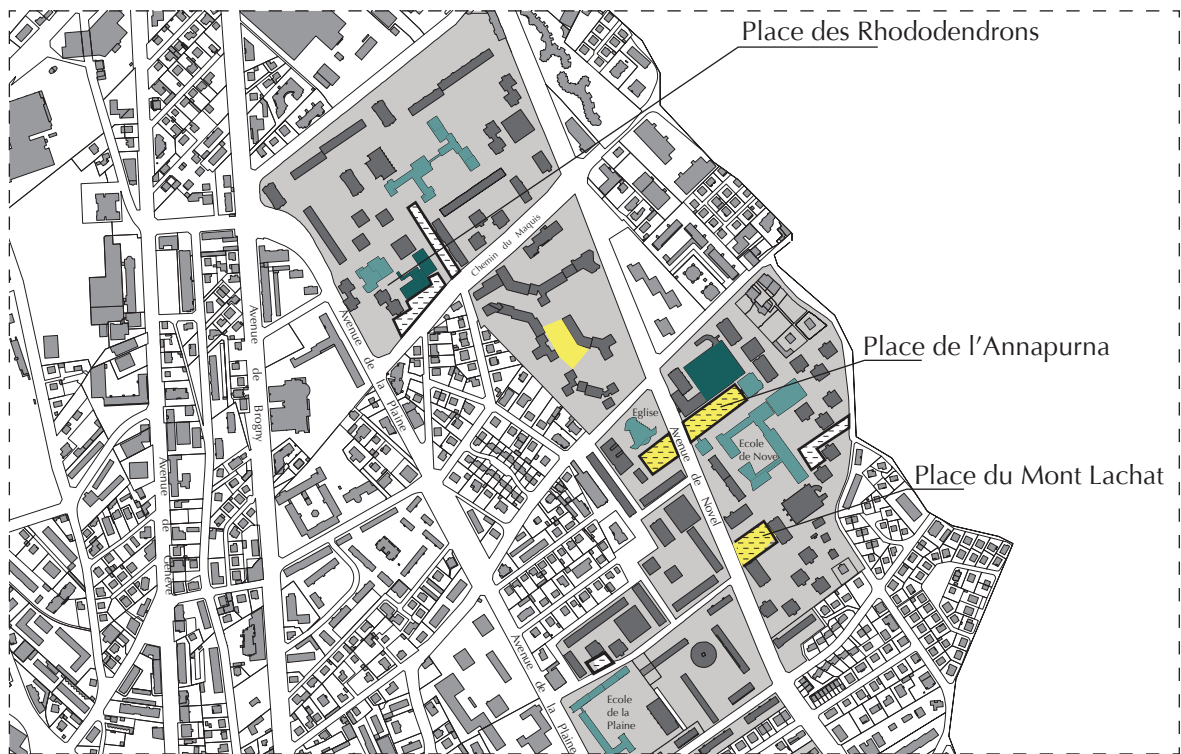 Place des Rhododendrons
Chemin du Maquis
Avenue de la Plaine
Avenue de Brogny
Place de l'Annapurna
Eglise
Avenue de Novel
Ecole
de Nove
Place du Mont Lachat
Avenue de Genève
Avenue de la Plaine
Ecole
de la
Plaine